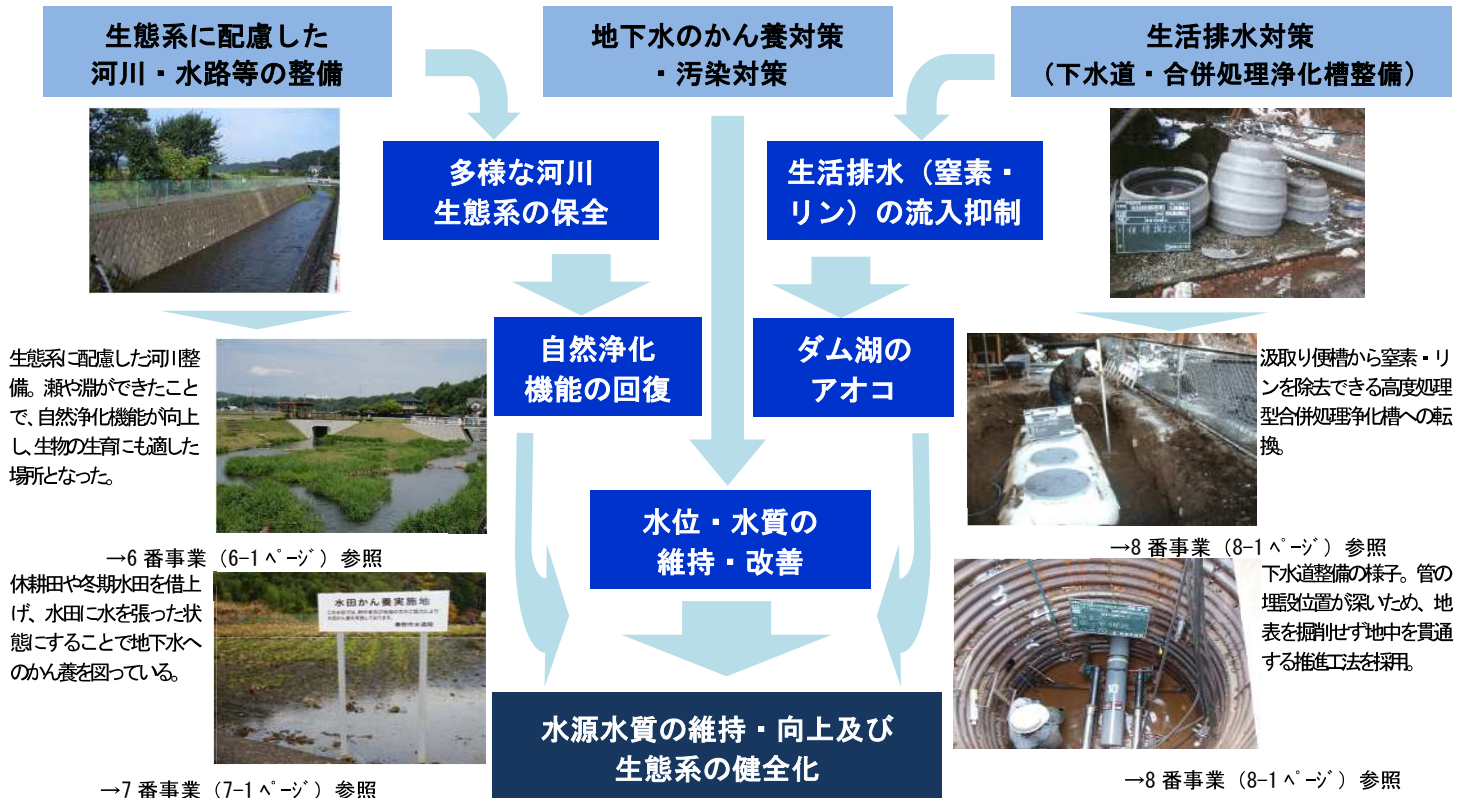 生態系に配慮した
河川・水路等の整備
地下水のかん養対策
・汚染対策
生活排水対策
（下水道・合併処理浄化槽整備）
多様な河川
生態系の保全
生活排水（窒素・
リン）の流入抑制
自然浄化
機能の回復
ダム湖の
アオコ
水位・水質の
維持・改善
水源水質の維持・向上及び
生態系の健全化
生態系に配慮した河川整
備。瀬や淵ができたこと
で、自然浄化機能が向上
し、生物の生育にも適した
場所となった。
→6 番事業（6-1 ﾍﾟｰｼﾞ）参照
休耕田や冬期水田を借上
げ、水田に水を張った状
態にすることで地下水へ
のかん養を図っている。
水田かん養実施地
→7 番事業（7-1 ﾍﾟｰｼﾞ）参照
汲取り便槽から窒素・リ
ンを除去できる高度処理
型合併処理浄化槽への転
換。
→8 番事業（8-1 ﾍﾟｰｼﾞ）参照
下水道整備の様子。管の
埋設位置が深いため、地
表を掘削せず地中を貫通
する推進工法を採用。
10
→8 番事業（8-1 ﾍﾟｰｼﾞ）参照